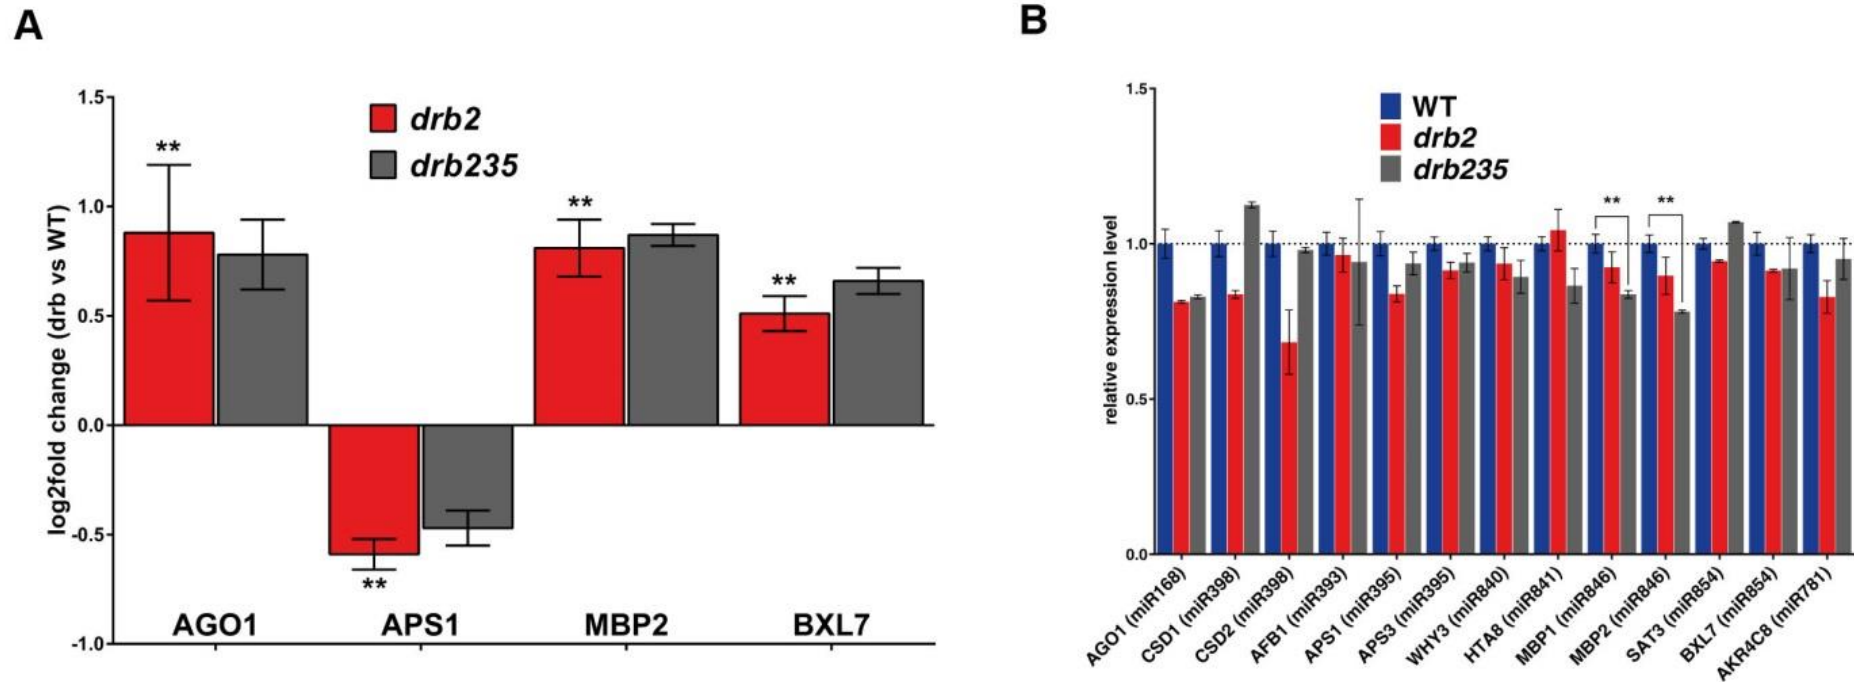 A
log2fold change (drb vs WT)
1.5
1.0
0.5
0.0
-0.5
-1.0
drb2
drb235
**
**
**
**
AGO1 APS1 MBP2 BXL7
B
relative expression level
1.5
1.0
0.5
0.0
WT
drb2
drb235
**
**
AGO1 (miR168)
CSD1 (miR398)
CSD2 (miR398)
AFB1 (miR393)
APS1 (miR395)
APS3 (miR395)
WHY3 (miR840)
HTA8 (miR841)
MBP1 (miR846)
MBP2 (miR846)
SAT3 (miR854)
BXL7 (miR854)
AKR4C8 (miR781)